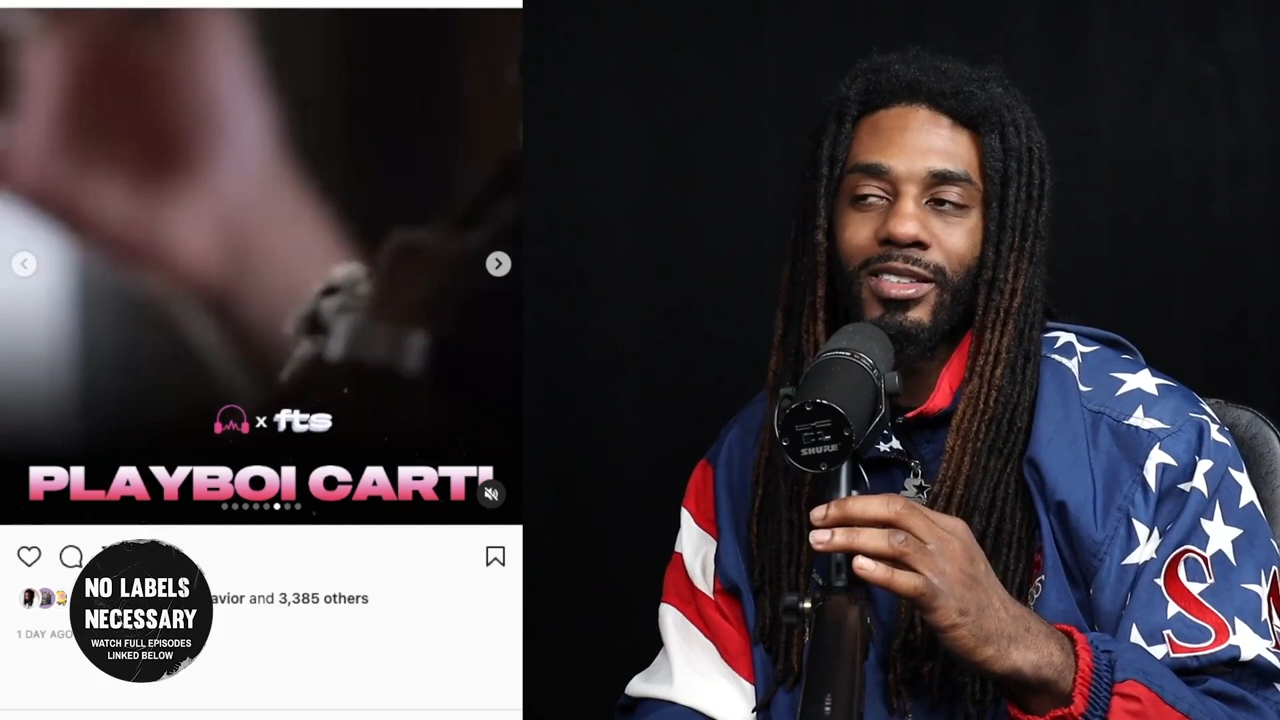 x fts
PLAYBOI CARTI
avior and 3,385 others
1 DAY AGO
NO LABELS
NECESSARY
WATCH FULL EPISODES
LINKED BELOW
SHURE